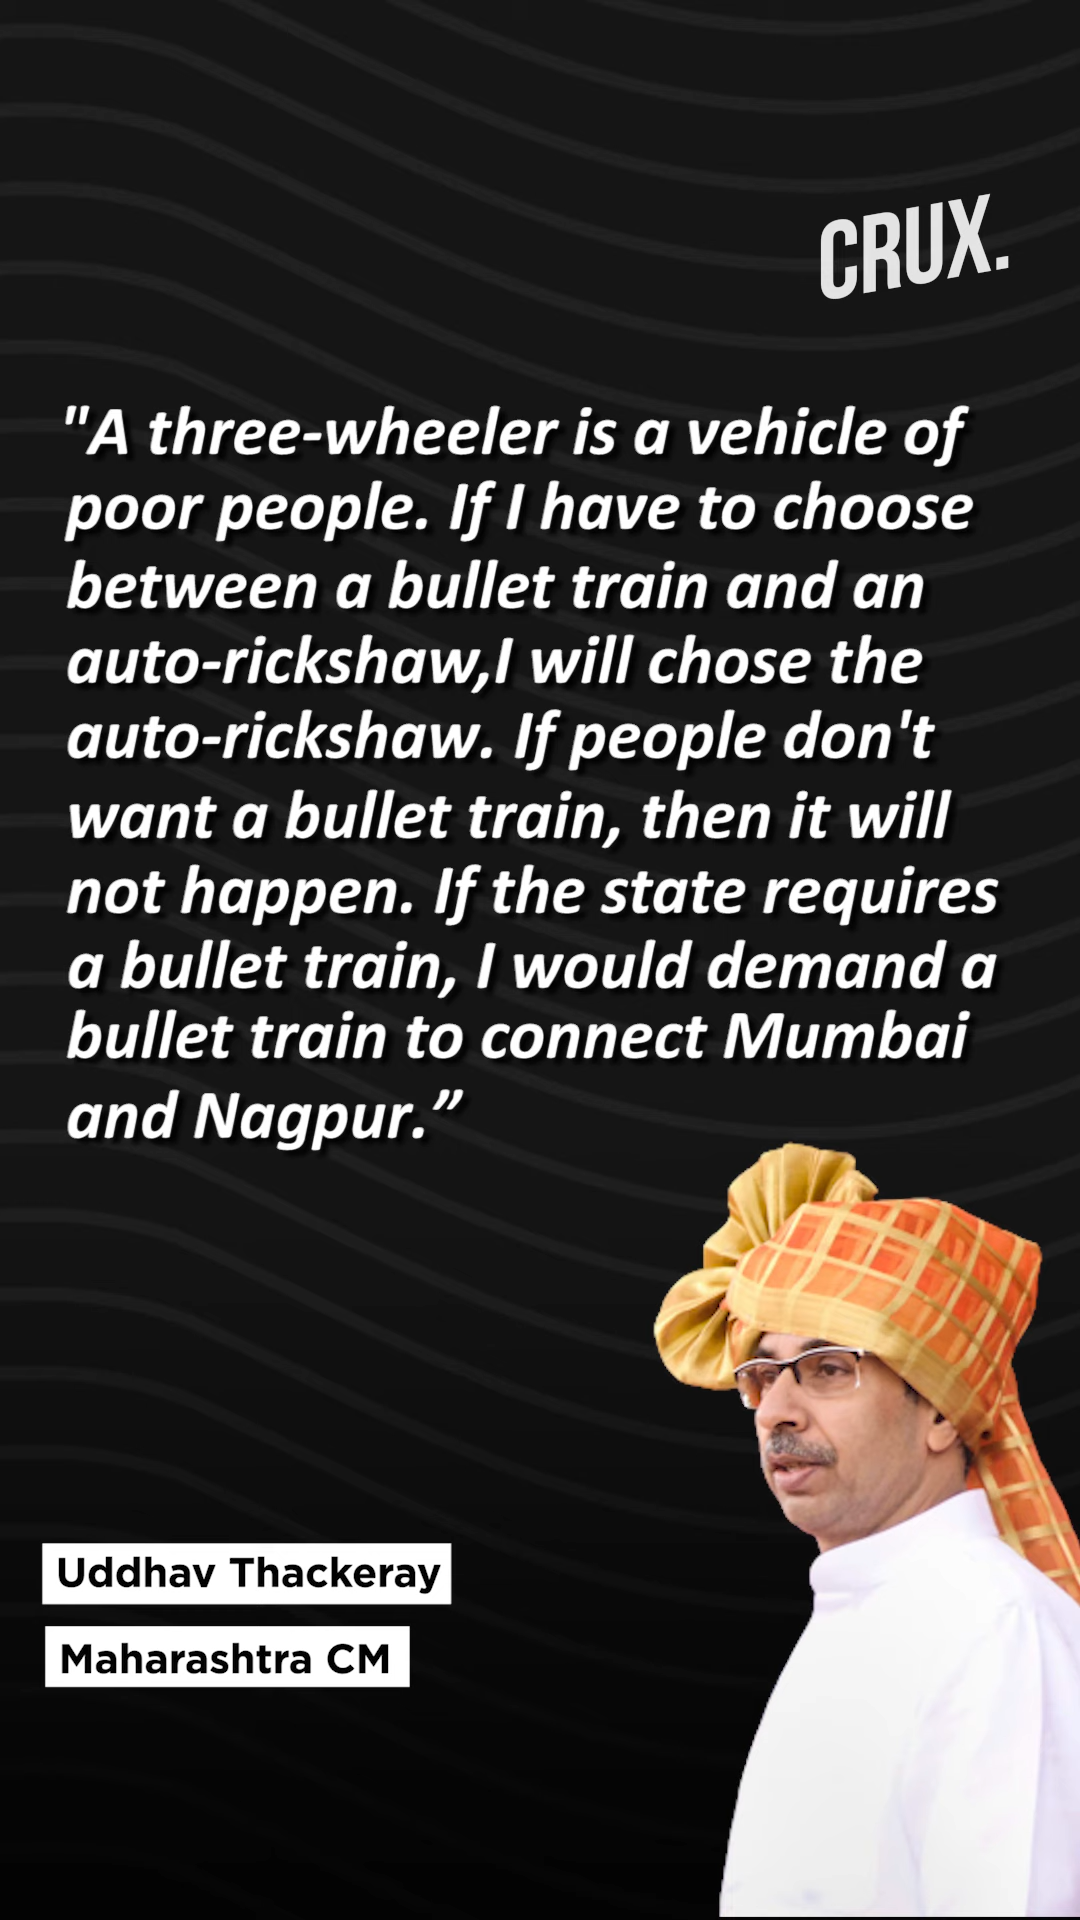 CRUX.
"A three-wheeler is a vehicle of
poor people. If I have to choose
between a bullet train and an
auto-rickshaw,I will chose the
auto-rickshaw. If people don't
want a bullet train, then it will
not happen. If the state requires
a bullet train, I would demand a
bullet train to connect Mumbai
and Nagpur.”
Uddhav Thackeray
Maharashtra CM